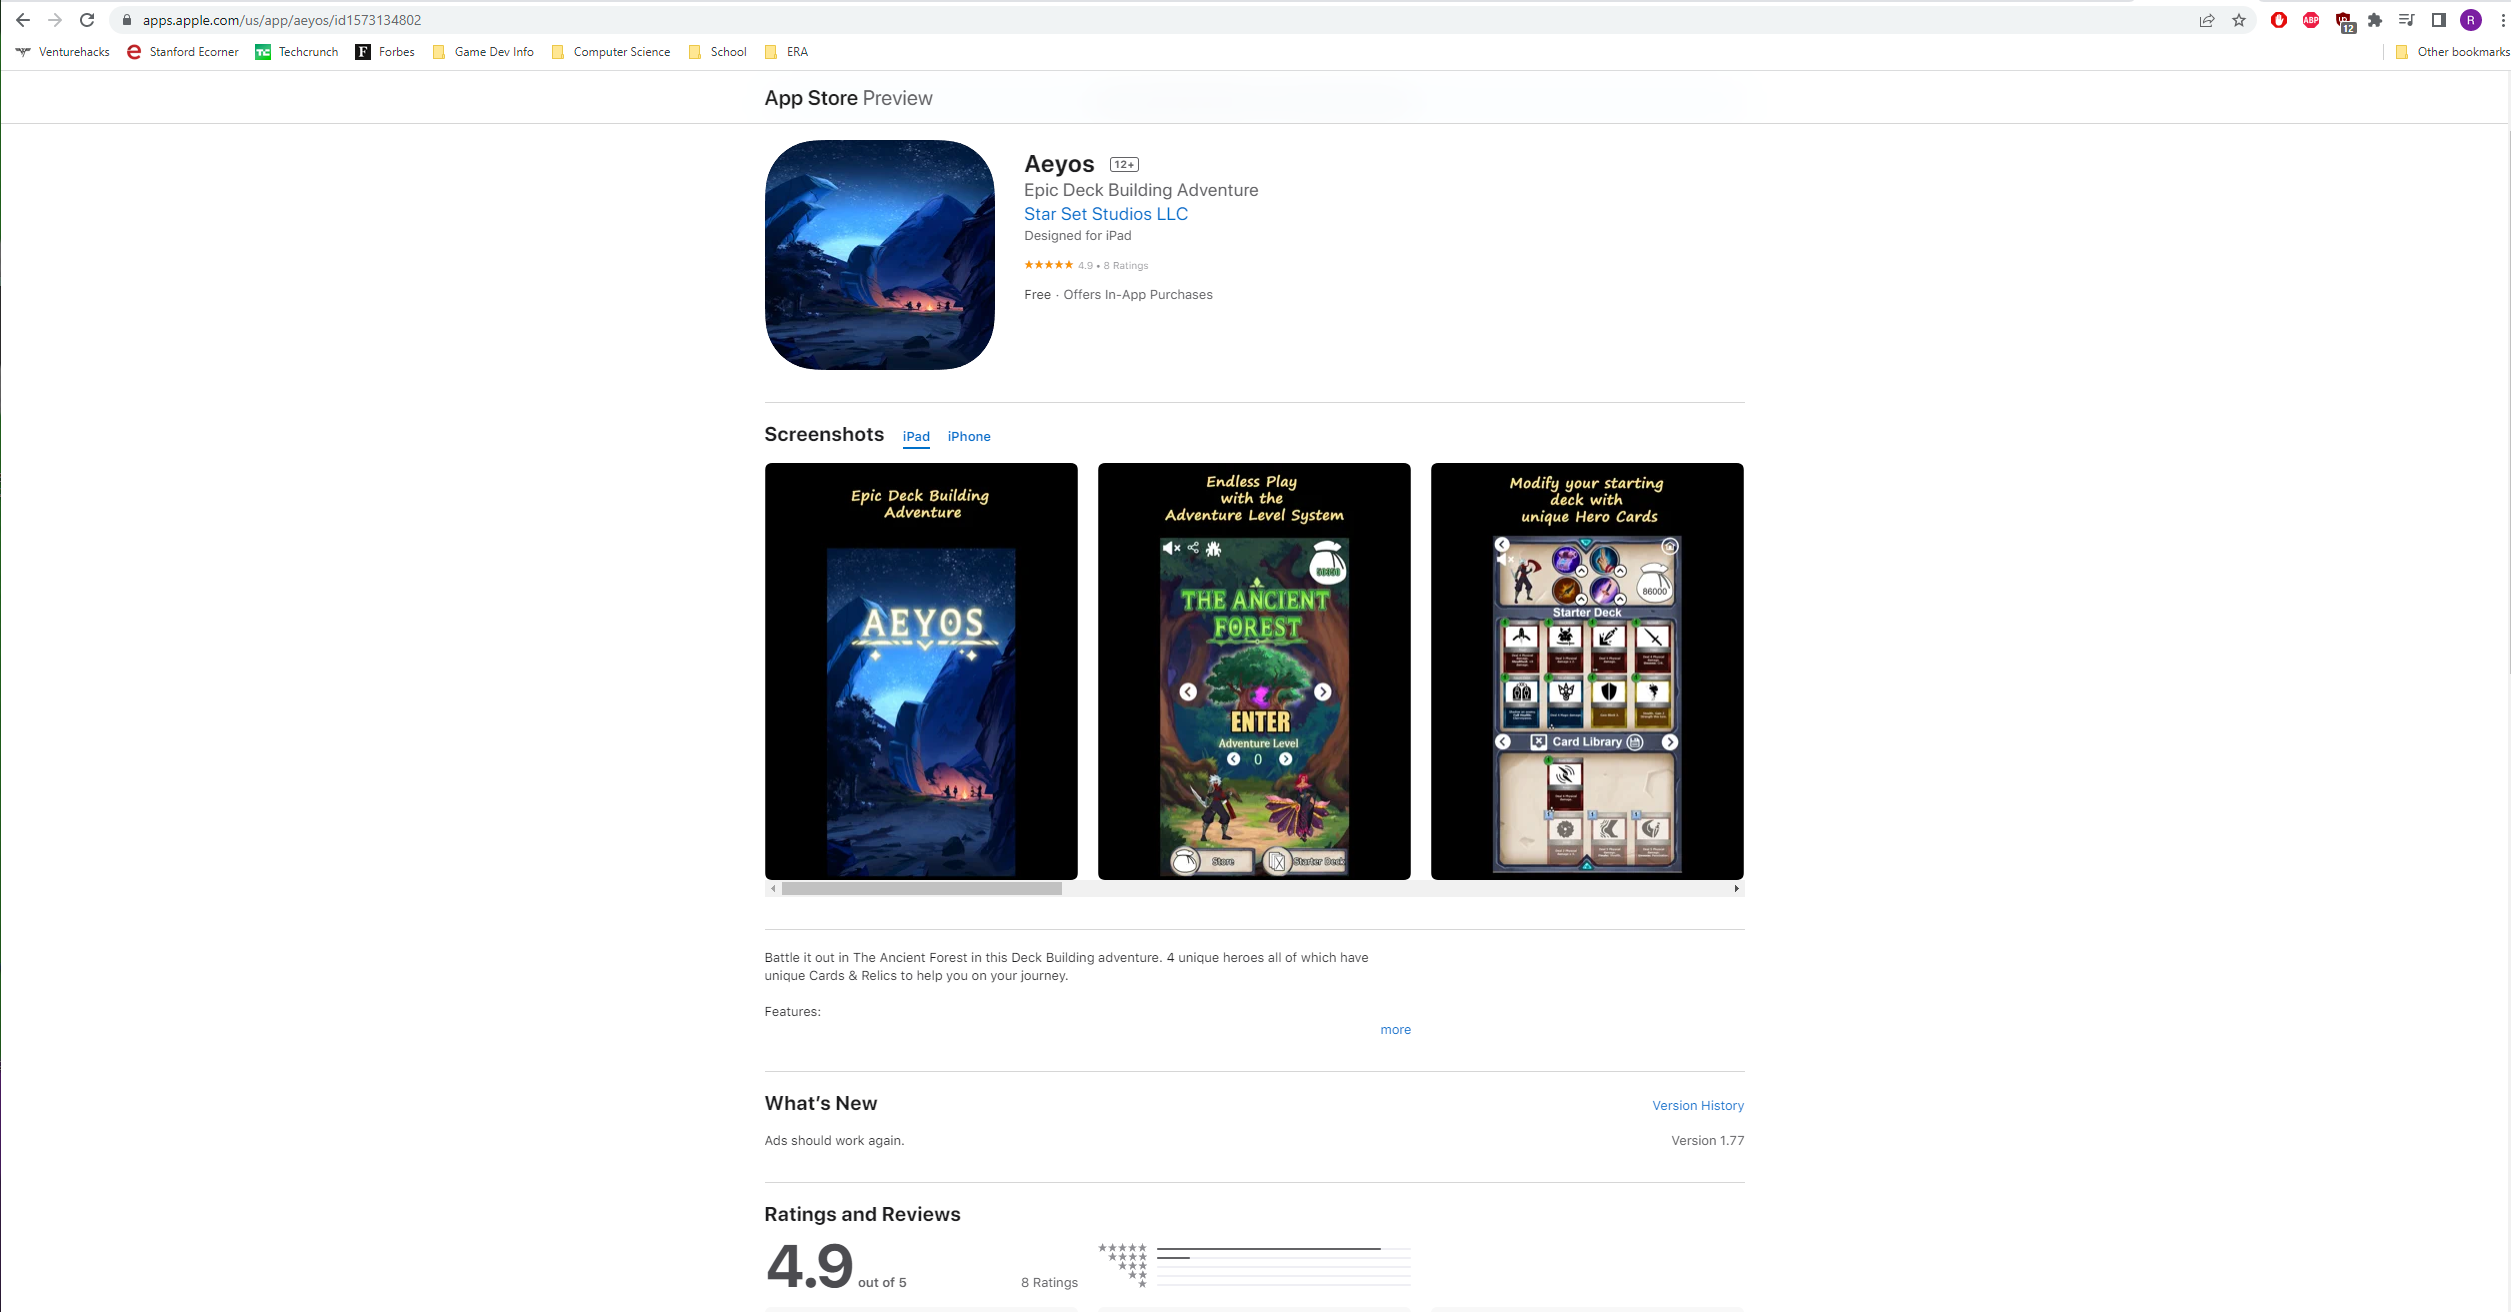 apps.apple.com/us/app/aeyos/id1573134802
ABP
12
R
Venturehacks
Stanford Ecorner
Techcrunch
Forbes
Game Dev Info
Computer Science
School
ERA
Other bookmarks
App Store Preview
Aeyos 12+
Epic Deck Building Adventure
Star Set Studios LLC
Designed for iPad
★★★★★ 4.9 • 8 Ratings
Free · Offers In-App Purchases
Screenshots iPad iPhone
Epic Deck Building
Adventure
AEYOS
Endless Play
with the
Adventure Level System
THE ANCIENT
FOREST
ENTER
Adventure Level
0
Store
Starter Deck
Modify your starting
deck with
unique Hero Cards
86000
Starter Deck
Card Library
Battle it out in The Ancient Forest in this Deck Building adventure. 4 unique heroes all of which have
unique Cards & Relics to help you on your journey.
Features:
more
What's New
Version History
Ads should work again.
Version 1.77
Ratings and Reviews
4.9 out of 5
8 Ratings